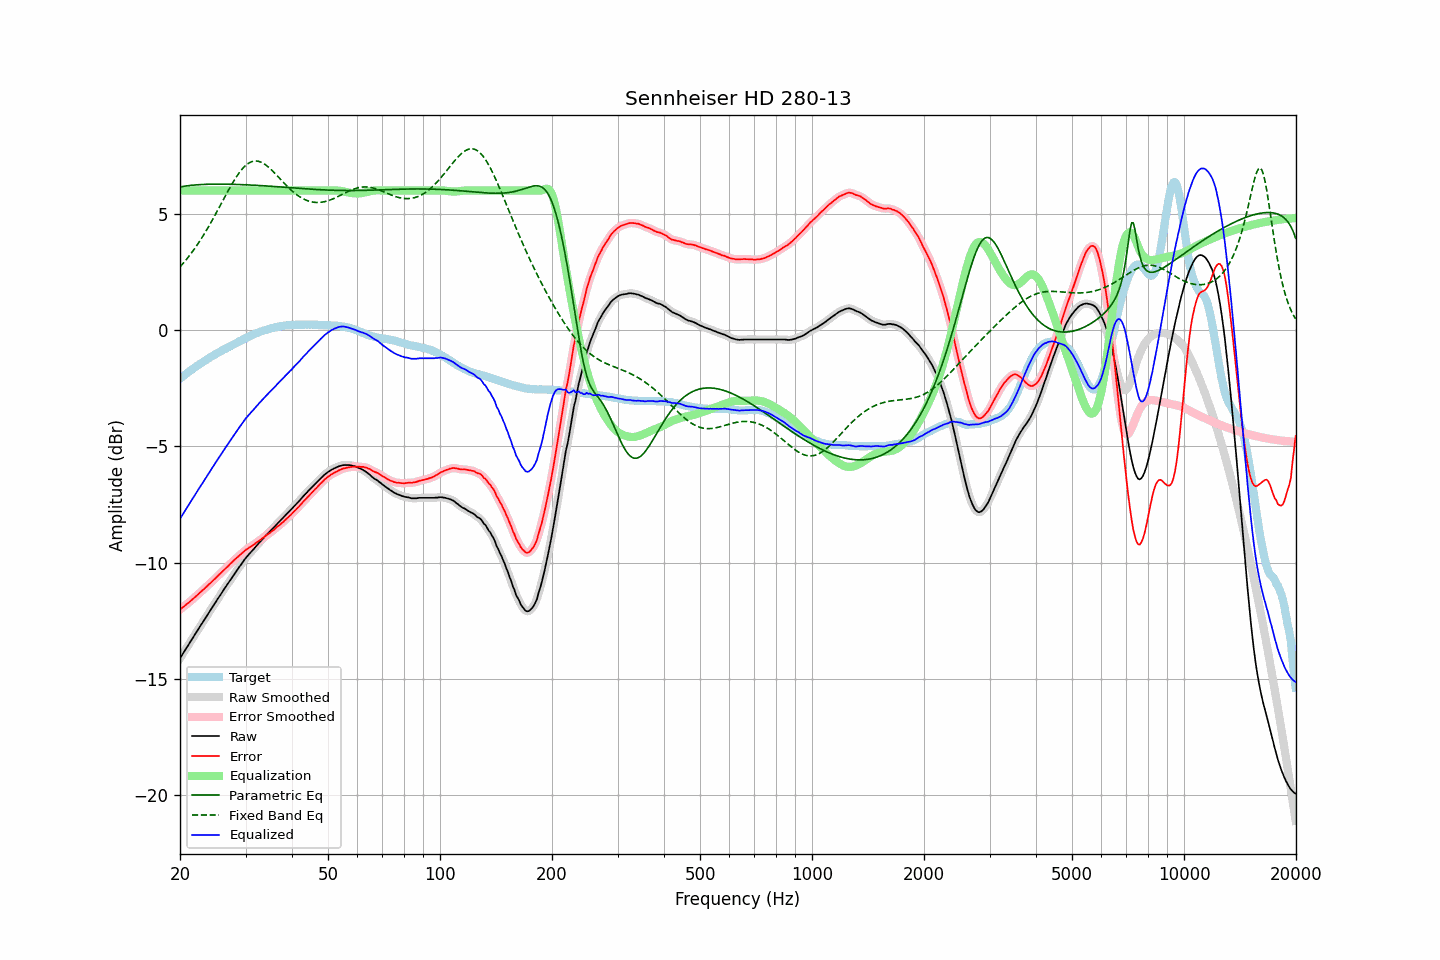 Sennheiser HD 280-13
Amplitude (dBr)
5
0
−5
−10
−15
−20
Target
Raw Smoothed
Error Smoothed
Raw
Error
Equalization
Parametric Eq
Fixed Band Eq
Equalized
20 50 100 200 500 1000 2000 5000 10000 20000
Frequency (Hz)